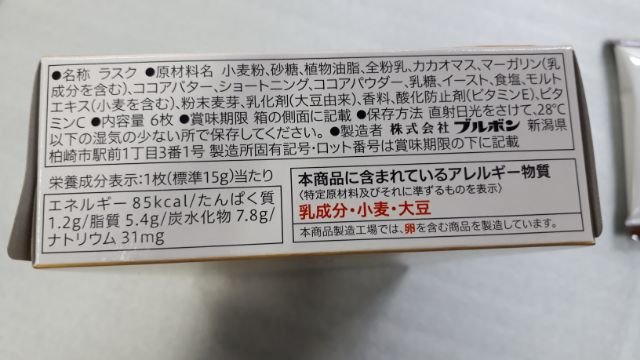 ●名称 ラスク ●原材料名 小麦粉、砂糖、植物油脂、全粉乳、カカオマス、マーガリン(乳
成分を含む)、ココアバター、ショートニング、ココアパウダー、乳糖、イースト、食塩、モルト
エキス(小麦を含む)、粉末麦芽、乳化剤(大豆由来)、香料、酸化防止剤(ビタミンE)、ビタ
ミンC ●内容量 6枚 ●賞味期限 箱の側面に記載 ●保存方法 直射日光をさけて、28℃
以下の湿気の少ない所で保存してください。●製造者 株式会社 ブルボン 新潟県
柏崎市駅前1丁目3番1号 製造所固有記号・ロット番号は賞味期限の下に記載
栄養成分表示:1枚(標準15g)当たり
エネルギー 85kcal/たんぱく質
1.2g/脂質 5.4g/炭水化物 7.8g/
ナトリウム 31mg
本商品に含まれているアレルギー物質
〈特定原材料及びそれに準ずるものを表示〉
乳成分・小麦・大豆
本商品製造工場では、卵を含む商品を製造しています。